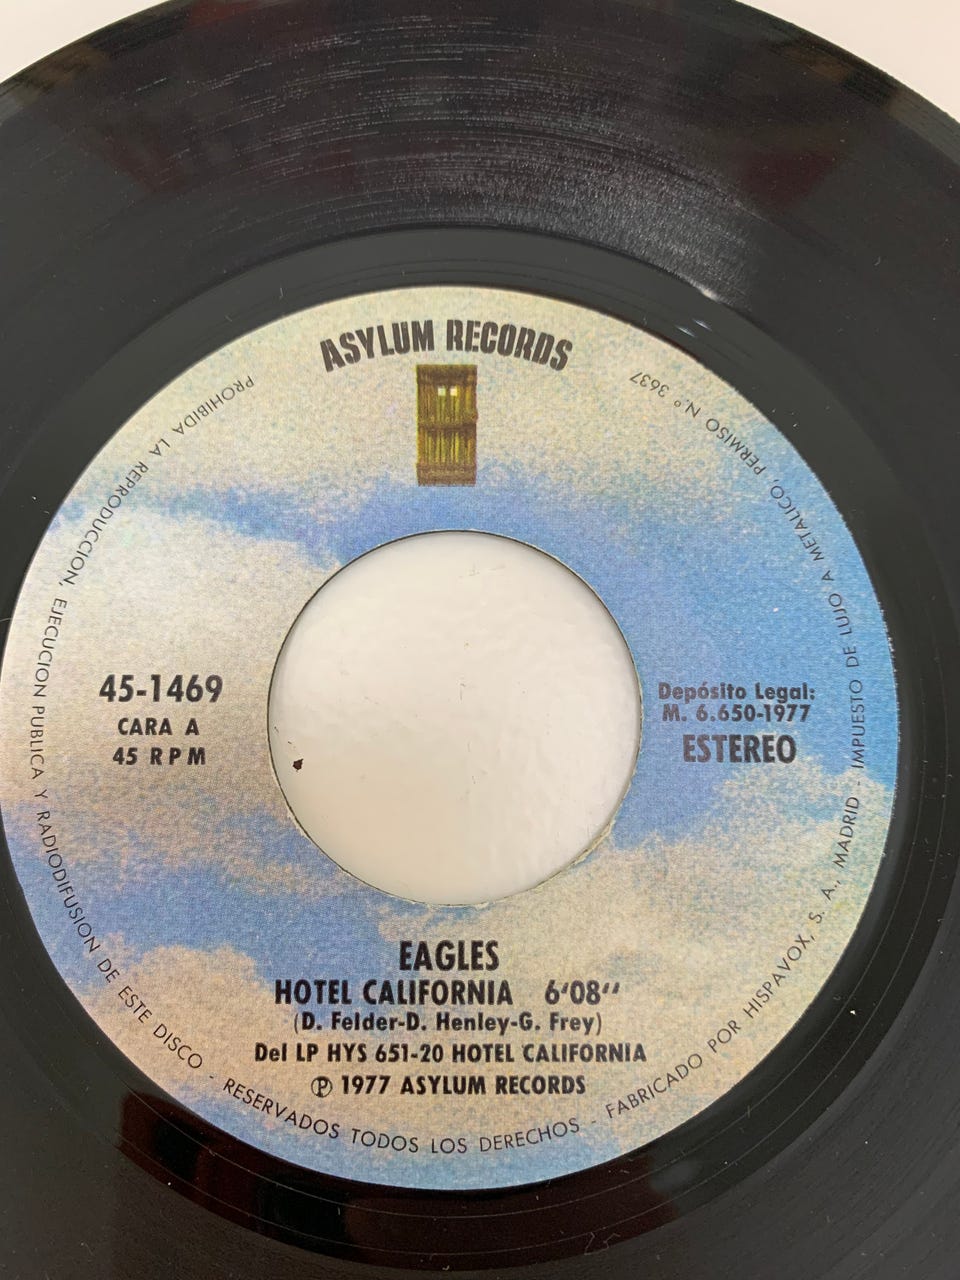 ASYLUM RECORDS
45-1469
CARA A
45 RPM
Depósito Legal:
M. 6.650-1977
ESTEREO
EAGLES
HOTEL CALIFORNIA 6'08''
(D. Felder-D. Henley-G. Frey)
Del LP HYS 651-20 HOTEL CALIFORNIA
Ⓟ 1977 ASYLUM RECORDS
PROHIBIDA LA REPRODUCCION, EJECUCION PUBLICA Y RADIODIFUSION DE ESTE DISCO - RESERVADOS TODOS LOS DERECHOS - FABRICADO POR HISPAVOX, S. A., MADRID - IMPUESTO DE LUJO A METALICO, PERMISO N.º 3637